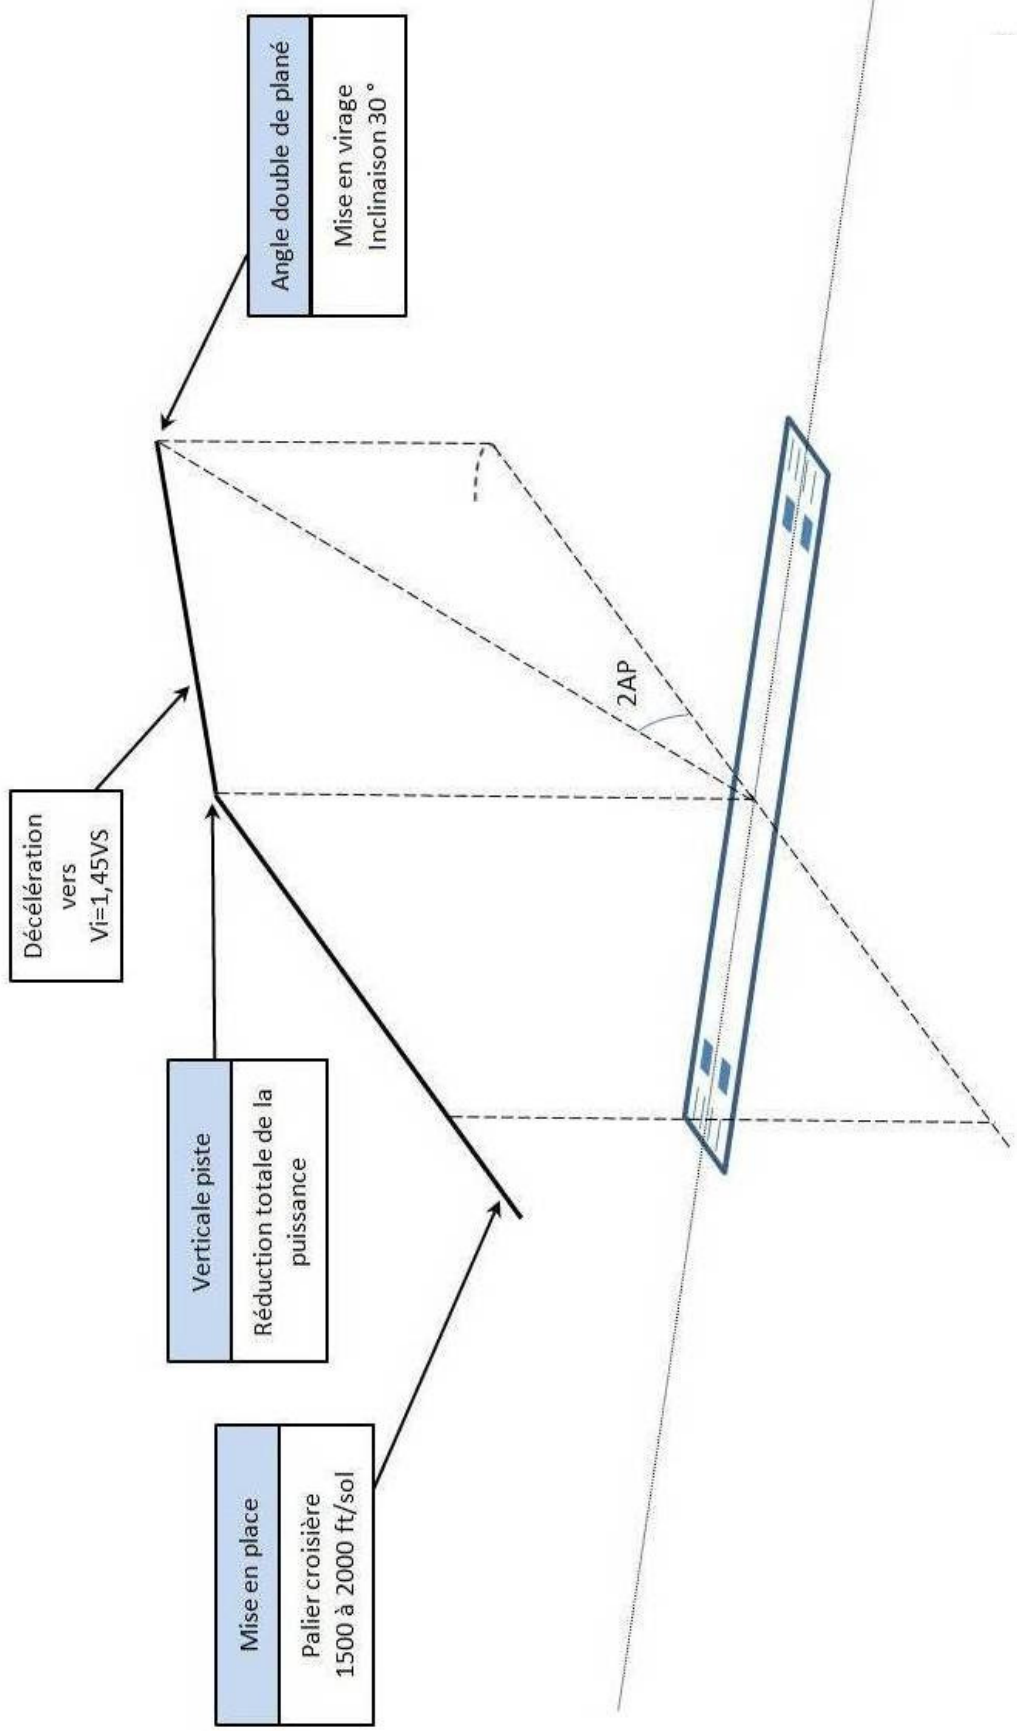 Mise en place
Palier croisière
1500 à 2000 ft/sol
Verticale piste
Réduction totale de la
puissance
Décélération
vers
Vi=1,45VS
2AP
Angle double de plané
Mise en virage
Inclinaison 30 °